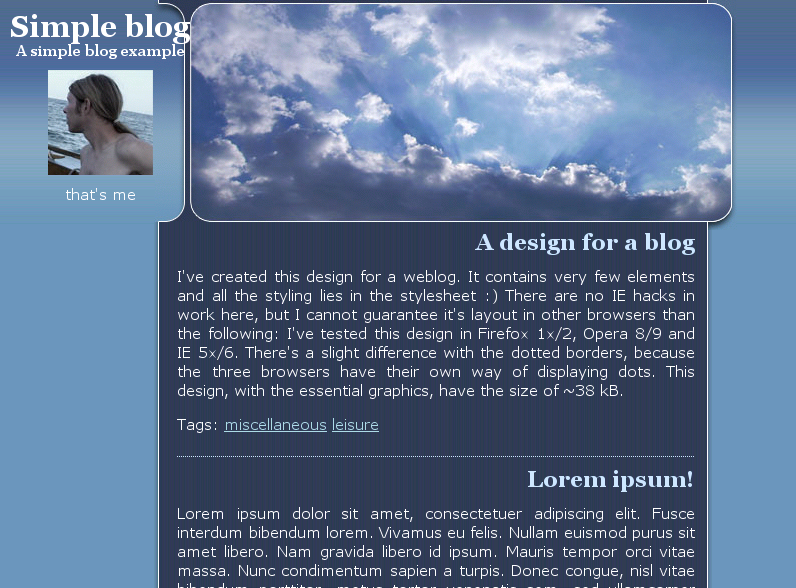 Simple blog
A simple blog example
that's me
A design for a blog
I've created this design for a weblog. It contains very few elements
and all the styling lies in the stylesheet :) There are no IE hacks in
work here, but I cannot guarantee it's layout in other browsers than
the following: I've tested this design in Firefox 1x/2, Opera 8/9 and
IE 5x/6. There's a slight difference with the dotted borders, because
the three browsers have their own way of displaying dots. This
design, with the essential graphics, have the size of ~38 kB.
Tags: miscellaneous leisure
Lorem ipsum!
Lorem ipsum dolor sit amet, consectetuer adipiscing elit. Fusce
interdum bibendum lorem. Vivamus eu felis. Nullam euismod purus sit
amet libero. Nam gravida libero id ipsum. Mauris tempor orci vitae
massa. Nunc condimentum sapien a turpis. Donec congue, nisl vitae